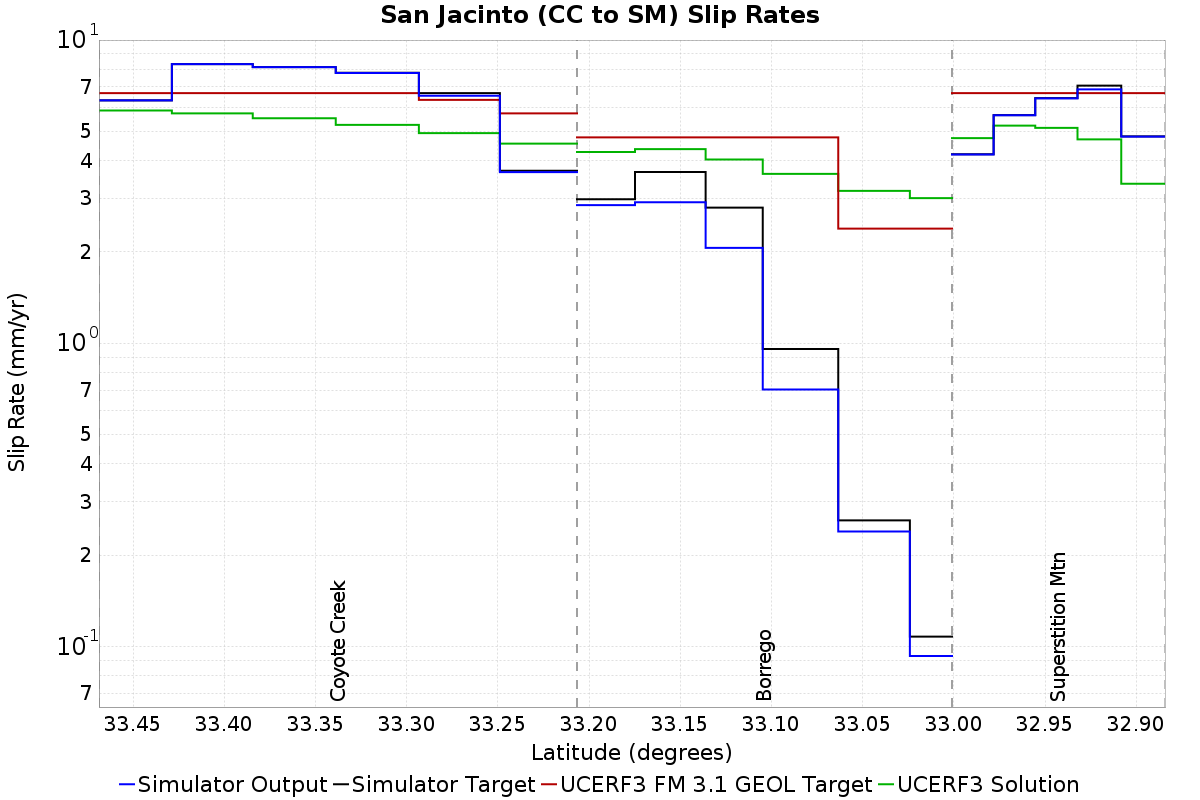 San Jacinto (CC to SM) Slip Rates
10^1
7
5
4
3
2
10^0
7
5
4
3
2
10^-1
7
Slip Rate (mm/yr)
Coyote Creek
Borrego
Superstition Mtn
33.45 33.40 33.35 33.30 33.25 33.20 33.15 33.10 33.05 33.00 32.95 32.90
Latitude (degrees)
Simulator Output Simulator Target UCERF3 FM 3.1 GEOL Target UCERF3 Solution